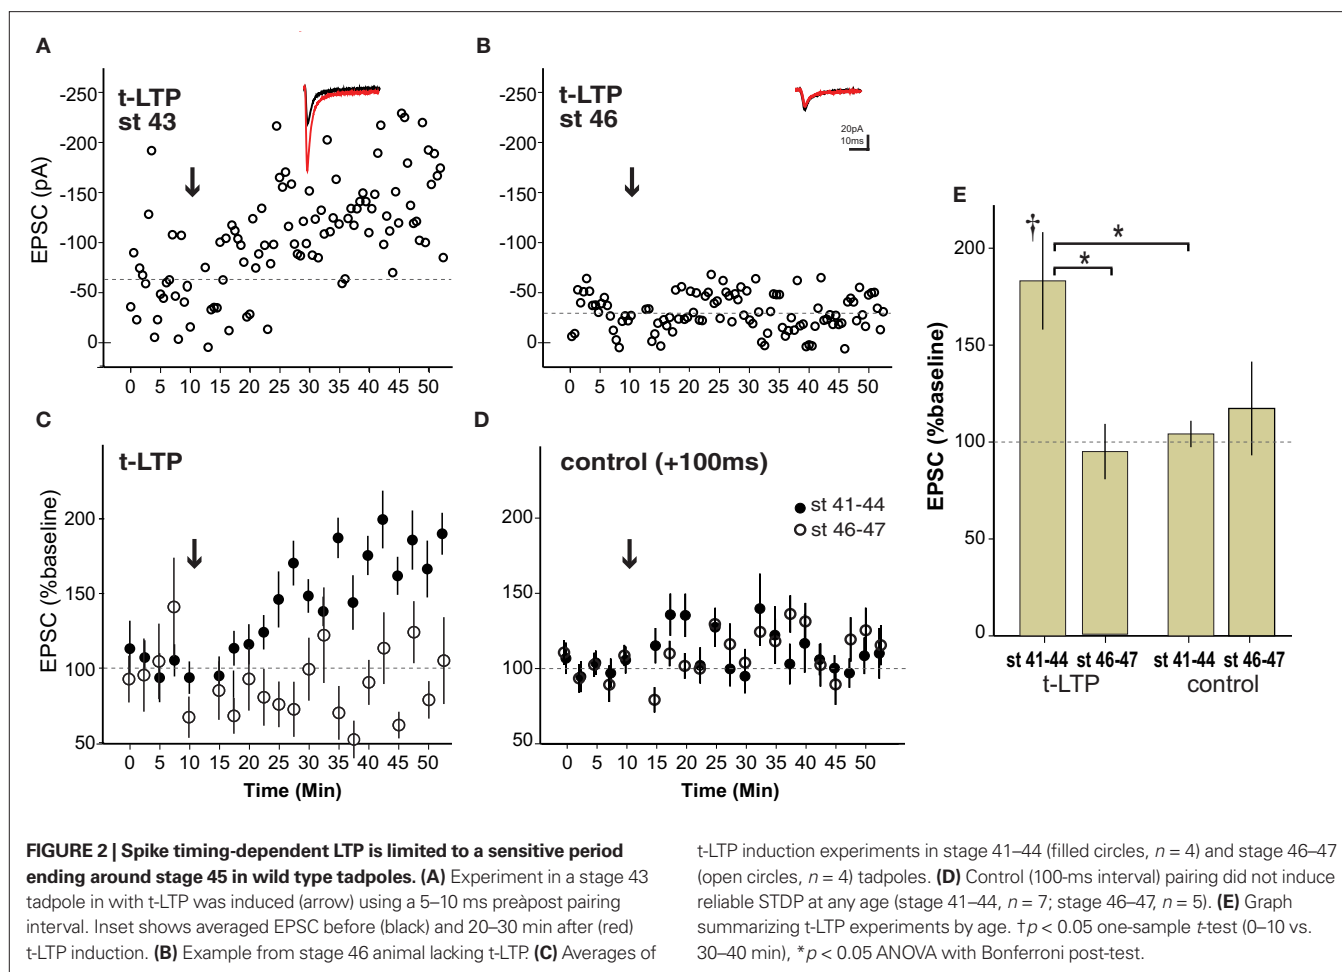 A
t-LTP
st 43
EPSC (pA)
-250
-200
-150
-100
-50
0
0 5 10 15 20 25 30 35 40 45 50
B
t-LTP
st 46
20pA
10ms
-250
-200
-150
-100
-50
0
0 5 10 15 20 25 30 35 40 45 50
C
t-LTP
EPSC (%baseline)
200
150
100
50
0 5 10 15 20 25 30 35 40 45 50
Time (Min)
D
control (+100ms)
st 41-44
st 46-47
200
150
100
50
0 5 10 15 20 25 30 35 40 45 50
Time (Min)
E
EPSC (%baseline)
200
150
100
50
0
†
*
*
st 41-44 st 46-47 st 41-44 st 46-47
t-LTP control
FIGURE 2 | Spike timing-dependent LTP is limited to a sensitive period
ending around stage 45 in wild type tadpoles. (A) Experiment in a stage 43
tadpole in with t-LTP was induced (arrow) using a 5–10 ms preàpost pairing
interval. Inset shows averaged EPSC before (black) and 20–30 min after (red)
t-LTP induction. (B) Example from stage 46 animal lacking t-LTP. (C) Averages of
t-LTP induction experiments in stage 41–44 (filled circles, n = 4) and stage 46–47
(open circles, n = 4) tadpoles. (D) Control (100-ms interval) pairing did not induce
reliable STDP at any age (stage 41–44, n = 7; stage 46–47, n = 5). (E) Graph
summarizing t-LTP experiments by age. †p < 0.05 one-sample t-test (0–10 vs.
30–40 min), *p < 0.05 ANOVA with Bonferroni post-test.